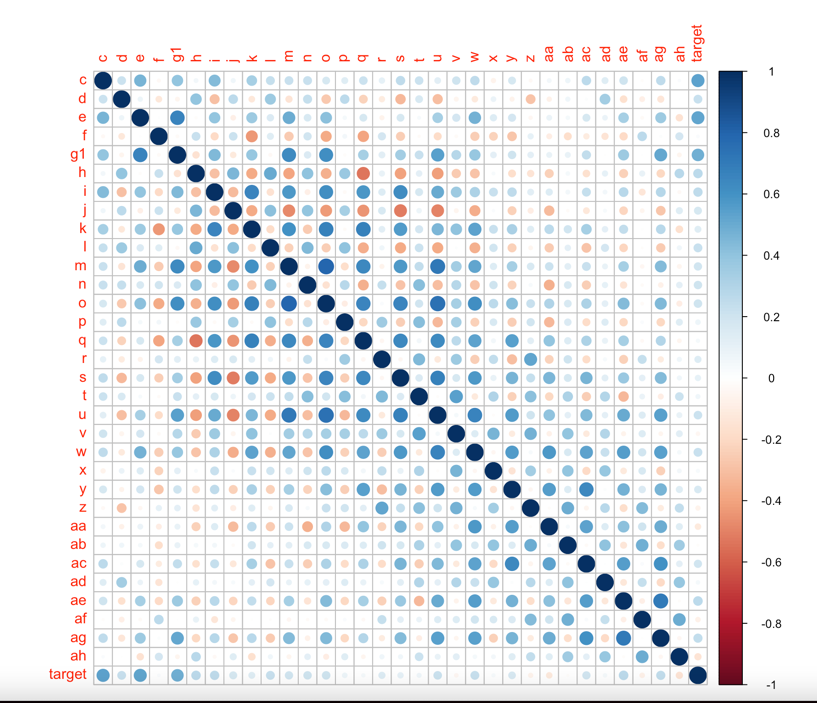 c d e f g1 h i j k l m n o p q r s t u v w x y z aa ab ac ad ae af ag ah target
c
d
e
f
g1
h
i
j
k
l
m
n
o
p
q
r
s
t
u
v
w
x
y
z
aa
ab
ac
ad
ae
af
ag
ah
target
1
0.8
0.6
0.4
0.2
0
-0.2
-0.4
-0.6
-0.8
-1